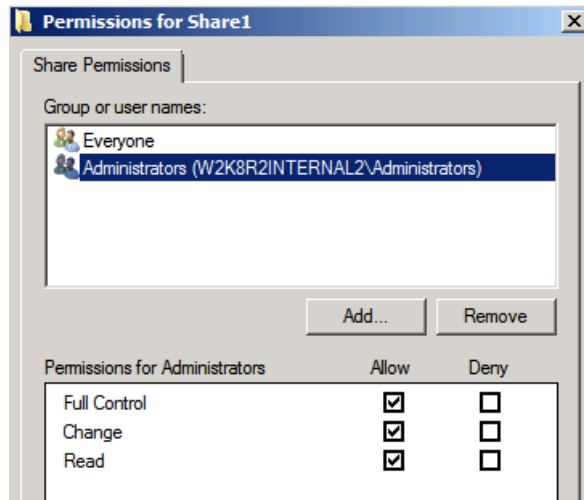 Permissions for Share1
Share Permissions
Group or user names:
Everyone
Administrators (W2K8R2INTERNAL2\Administrators)
Add... Remove
Permissions for Administrators Allow Deny
Full Control
Change
Read